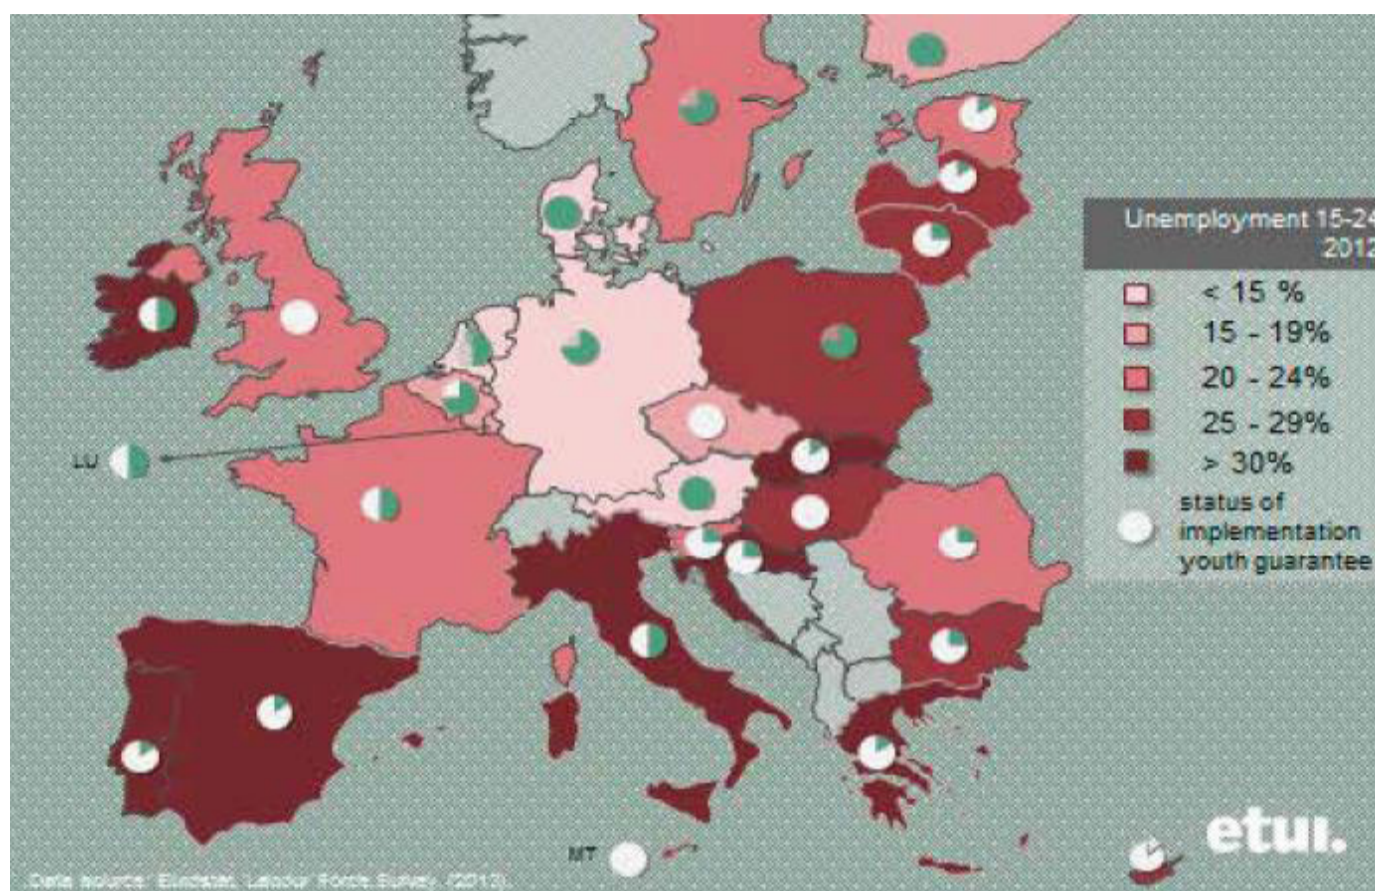 Unemployment 15-24
2012
< 15 %
15 - 19%
20 - 24%
25 - 29%
> 30%
status of
implementation
youth guarantee
LU
MT
etui.
Data source: Eurostat, Labour Force Survey (2013).